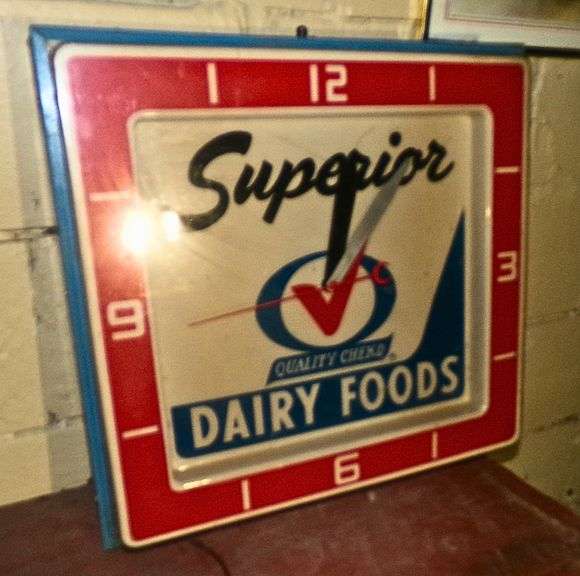 12
Superior
9
3
QUALITY CHEKD
DAIRY FOODS
6